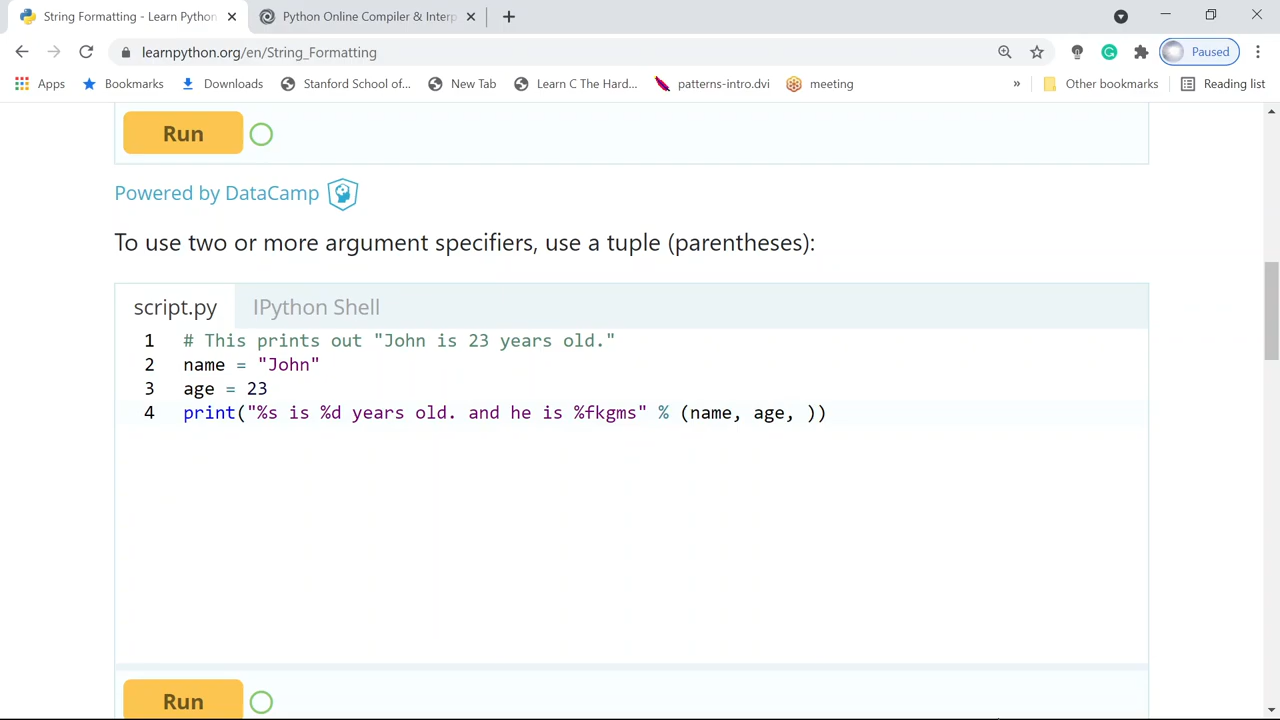 String Formatting - Learn Python
Python Online Compiler & Interp
learnpython.org/en/String_Formatting
Paused
Apps
Bookmarks
Downloads
Stanford School of...
New Tab
Learn C The Hard...
patterns-intro.dvi
meeting
»
Other bookmarks
Reading list
Run
Powered by DataCamp
To use two or more argument specifiers, use a tuple (parentheses):
script.py
IPython Shell
1 # This prints out "John is 23 years old."
2 name = "John"
3 age = 23
4 print("%s is %d years old. and he is %fkgms" % (name, age, ))
Run